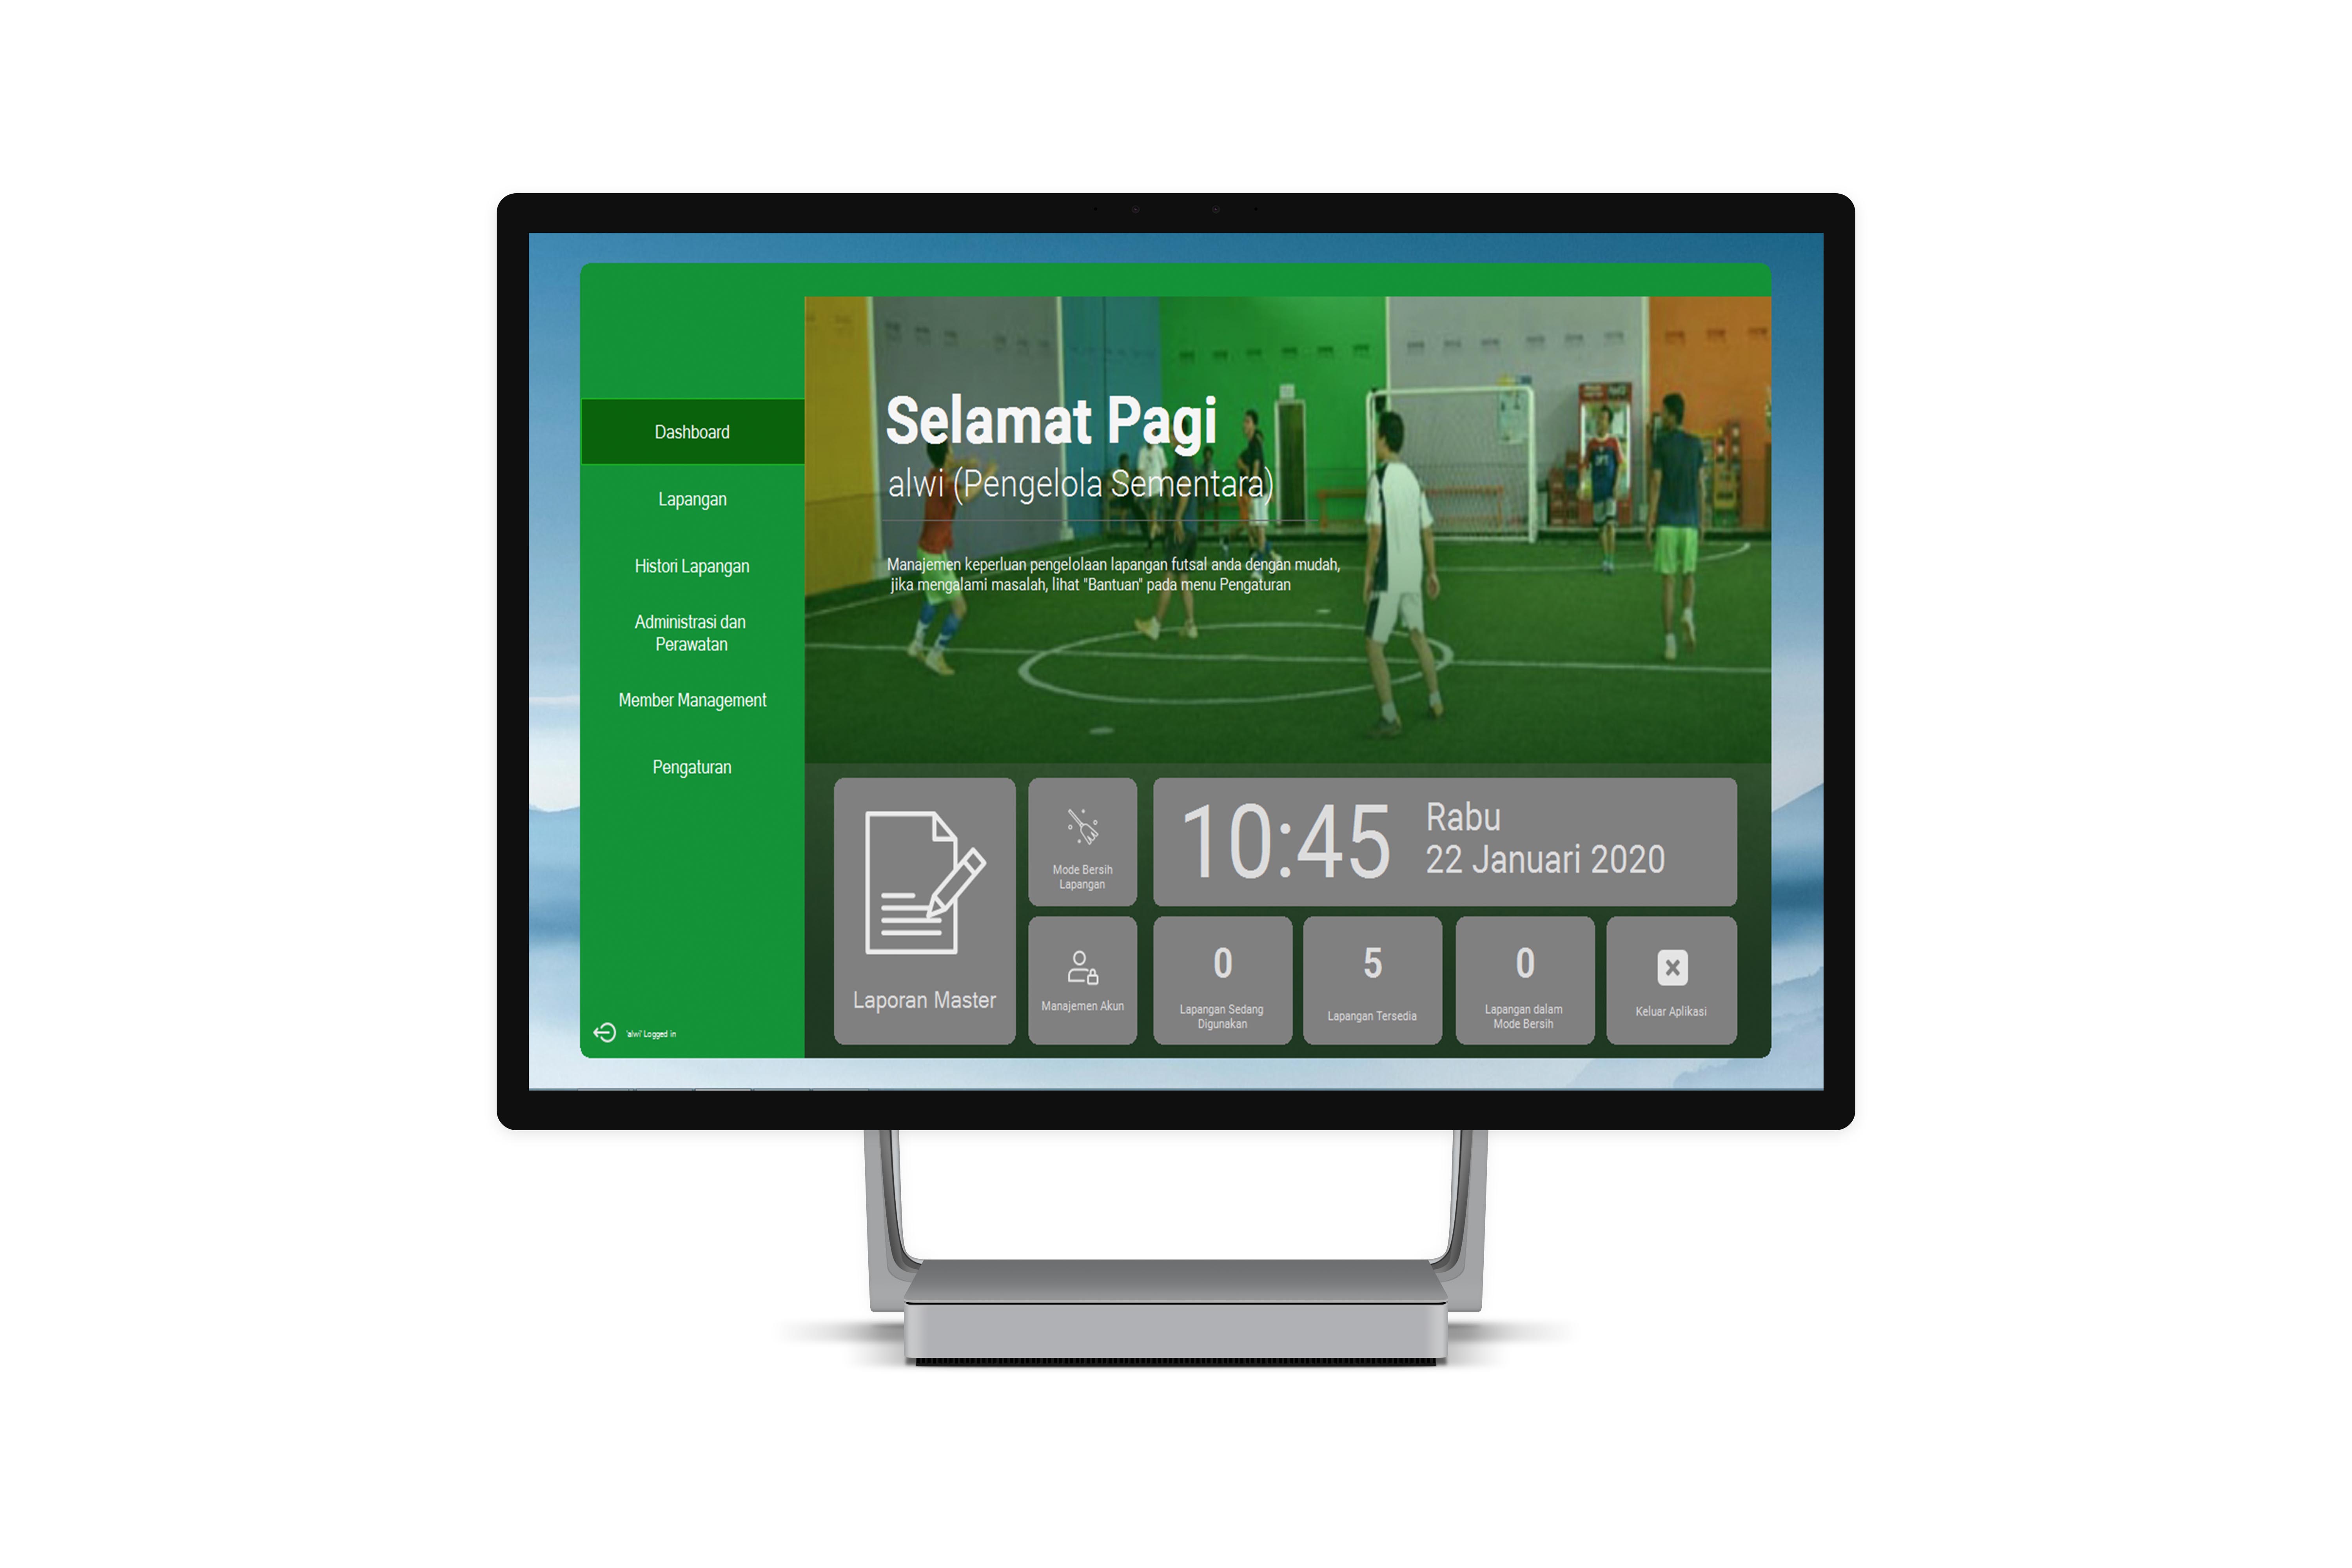 Dashboard
Lapangan
Histori Lapangan
Administrasi dan
Perawatan
Member Management
Pengaturan
'alwi' Logged in
Selamat Pagi
alwi (Pengelola Sementara)
Manajemen keperluan pengelolaan lapangan futsal anda dengan mudah,
jika mengalami masalah, lihat "Bantuan" pada menu Pengaturan
Laporan Master
Mode Bersih
Lapangan
Manajemen Akun
10:45
Rabu
22 Januari 2020
0
Lapangan Sedang
Digunakan
5
Lapangan Tersedia
0
Lapangan dalam
Mode Bersih
Keluar Aplikasi